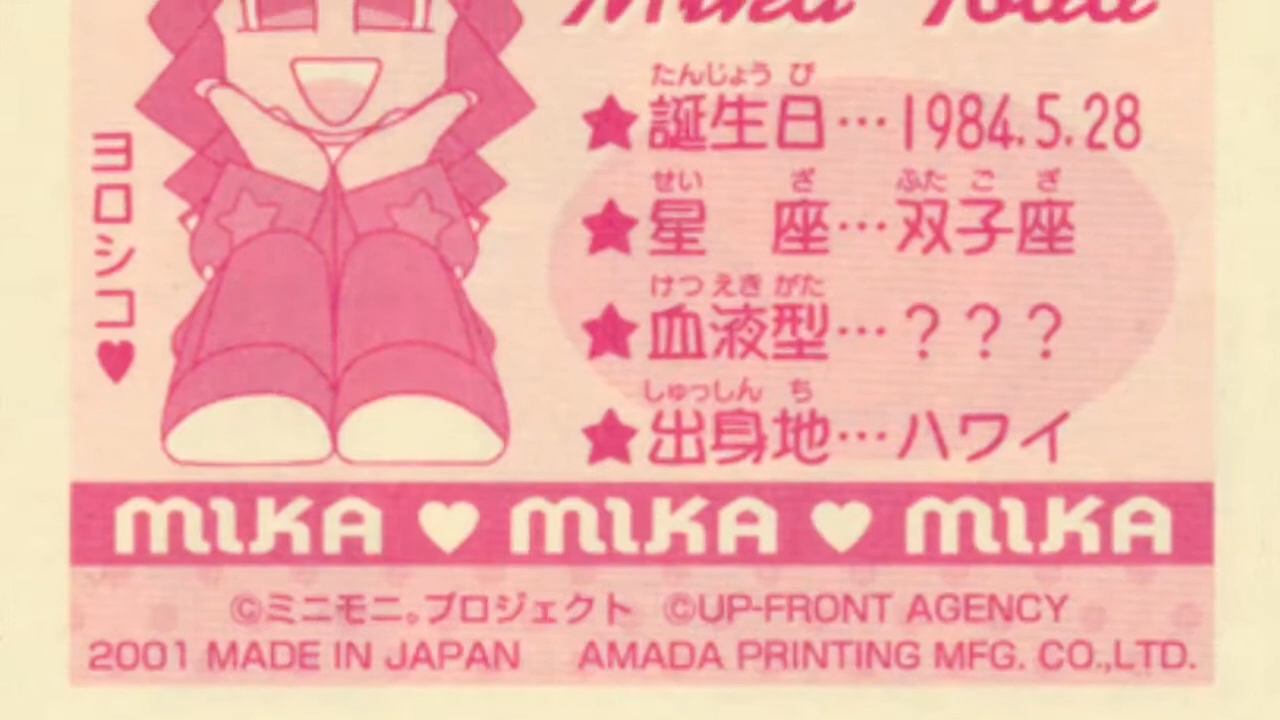 Mika Todd
たんじょう び
★誕生日…1984.5.28
せい ざ ふた ご ざ
★星 座…双子座
けつ えき がた
★血液型…？？？
しゅっしん ち
★出身地…ハワイ
ヨロシコ♥
MIKA♥MIKA♥MIKA
©ミニモニ。プロジェクト ©UP-FRONT AGENCY
2001 MADE IN JAPAN AMADA PRINTING MFG. CO.,LTD.